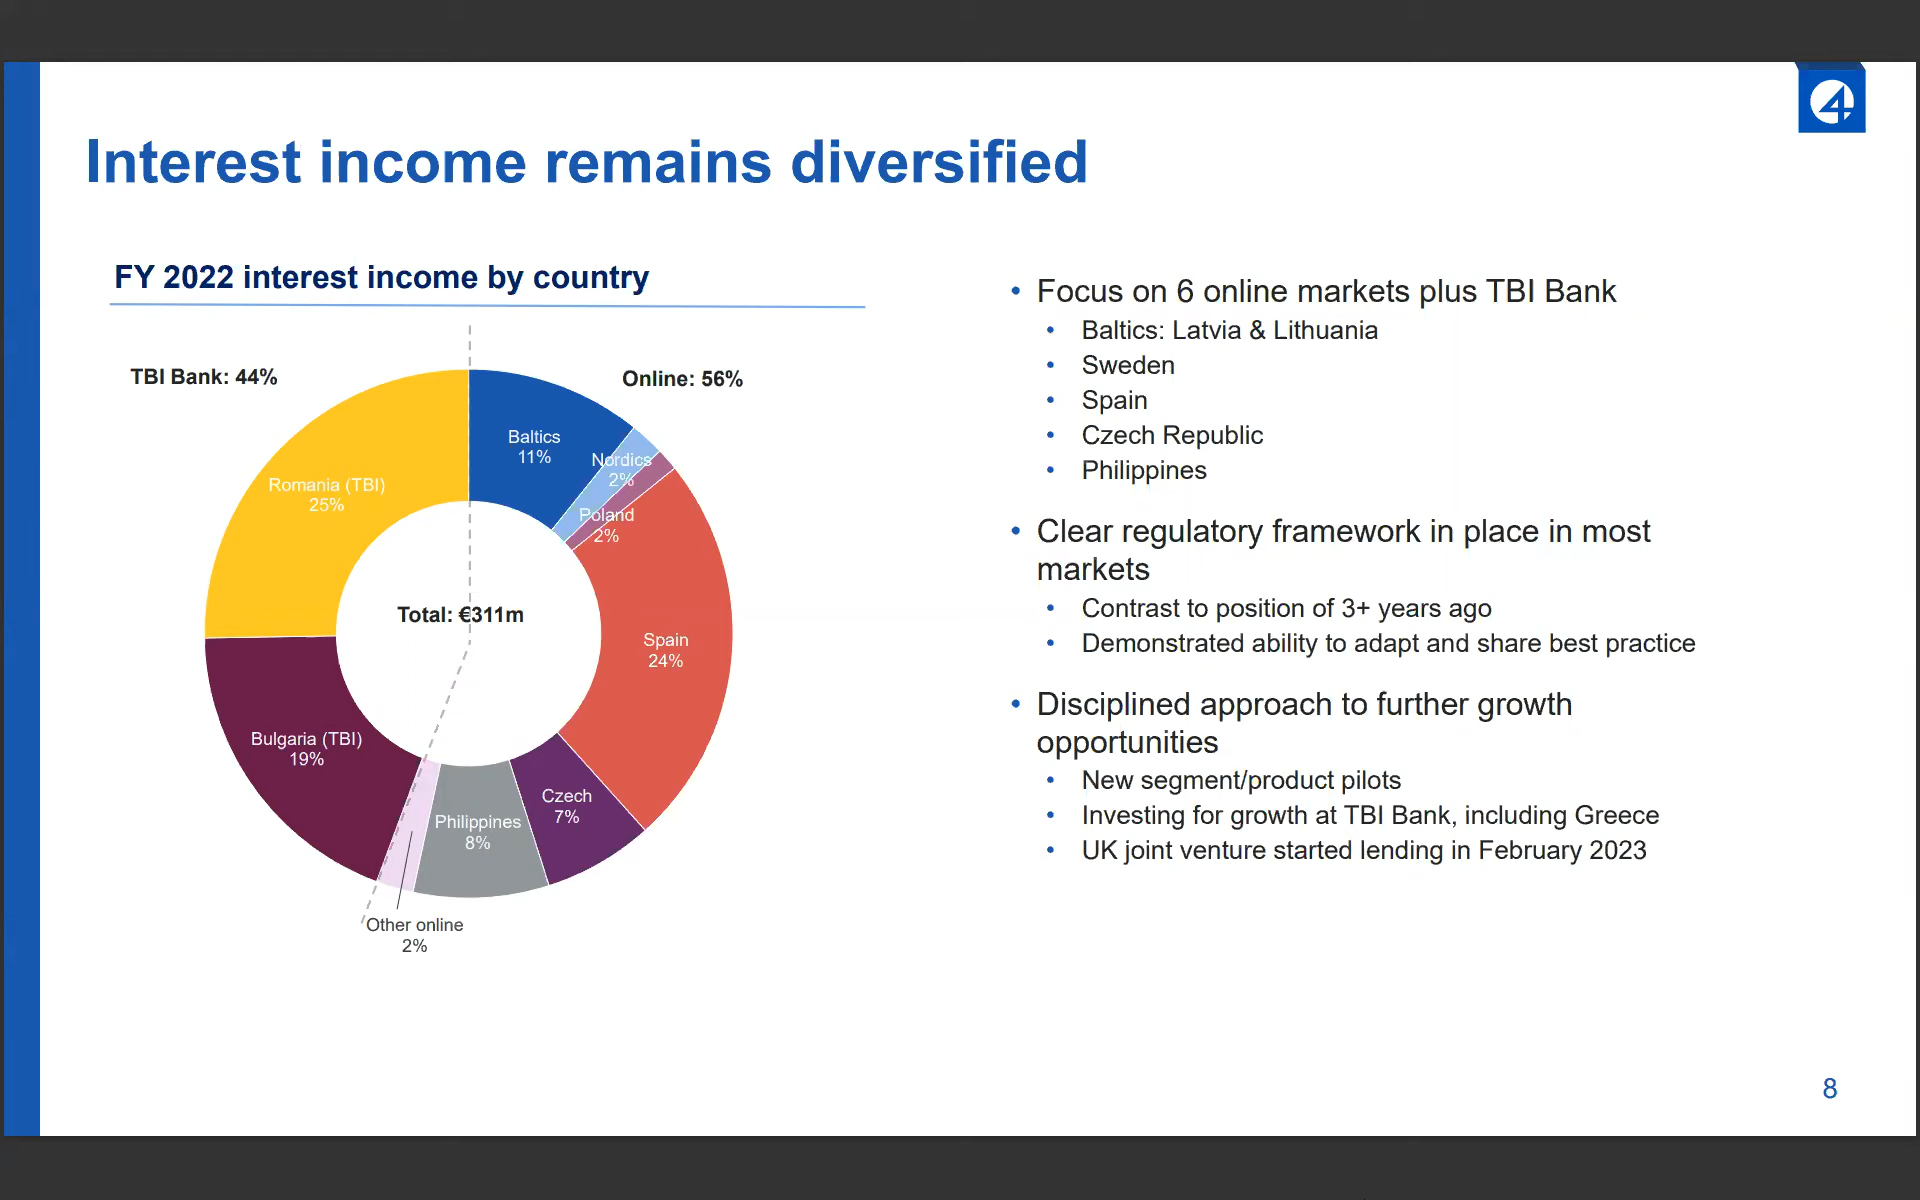 Interest income remains diversified
FY 2022 interest income by country
TBI Bank: 44%
Online: 56%
Baltics
11%
Nordics
2%
Poland
2%
Romania (TBI)
25%
Total: €311m
Spain
24%
Bulgaria (TBI)
19%
Czech
7%
Philippines
8%
Other online
2%
• Focus on 6 online markets plus TBI Bank
• Baltics: Latvia & Lithuania
• Sweden
• Spain
• Czech Republic
• Philippines
• Clear regulatory framework in place in most
markets
• Contrast to position of 3+ years ago
• Demonstrated ability to adapt and share best practice
• Disciplined approach to further growth
opportunities
• New segment/product pilots
• Investing for growth at TBI Bank, including Greece
• UK joint venture started lending in February 2023
4
8